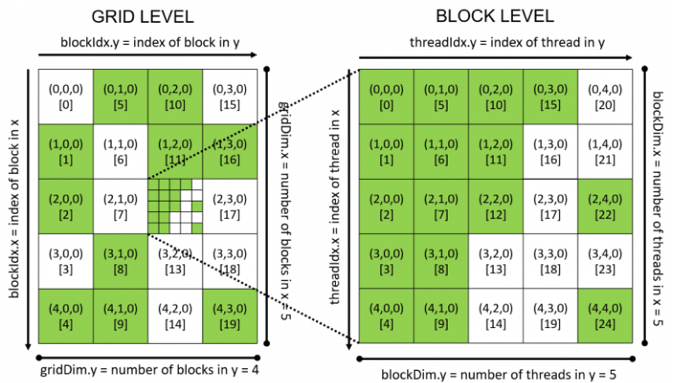 GRID LEVEL
blockIdx.y = index of block in y
blockIdx.x = index of block in x
(0,0,0) (0,1,0) (0,2,0) (0,3,0)
[0] [5] [10] [15]
(1,0,0) (1,1,0) (1,2,0) (1,3,0)
[1] [6] [11] [16]
(2,0,0) (2,1,0) (2,3,0)
[2] [7] [17]
(3,0,0) (3,1,0) (3,2,0) (3,3,0)
[3] [8] [13] [18]
(4,0,0) (4,1,0) (4,2,0) (4,3,0)
[4] [9] [14] [19]
gridDim.x = number of blocks in x = 5
gridDim.y = number of blocks in y = 4
BLOCK LEVEL
threadIdx.y = index of thread in y
threadIdx.x = index of thread in x
(0,0,0) (0,1,0) (0,2,0) (0,3,0) (0,4,0)
[0] [5] [10] [15] [20]
(1,0,0) (1,1,0) (1,2,0) (1,3,0) (1,4,0)
[1] [6] [11] [16] [21]
(2,0,0) (2,1,0) (2,2,0) (2,3,0) (2,4,0)
[2] [7] [12] [17] [22]
(3,0,0) (3,1,0) (3,2,0) (3,3,0) (3,4,0)
[3] [8] [13] [18] [23]
(4,0,0) (4,1,0) (4,2,0) (4,3,0) (4,4,0)
[4] [9] [14] [19] [24]
blockDim.x = number of threads in x = 5
blockDim.y = number of threads in y = 5